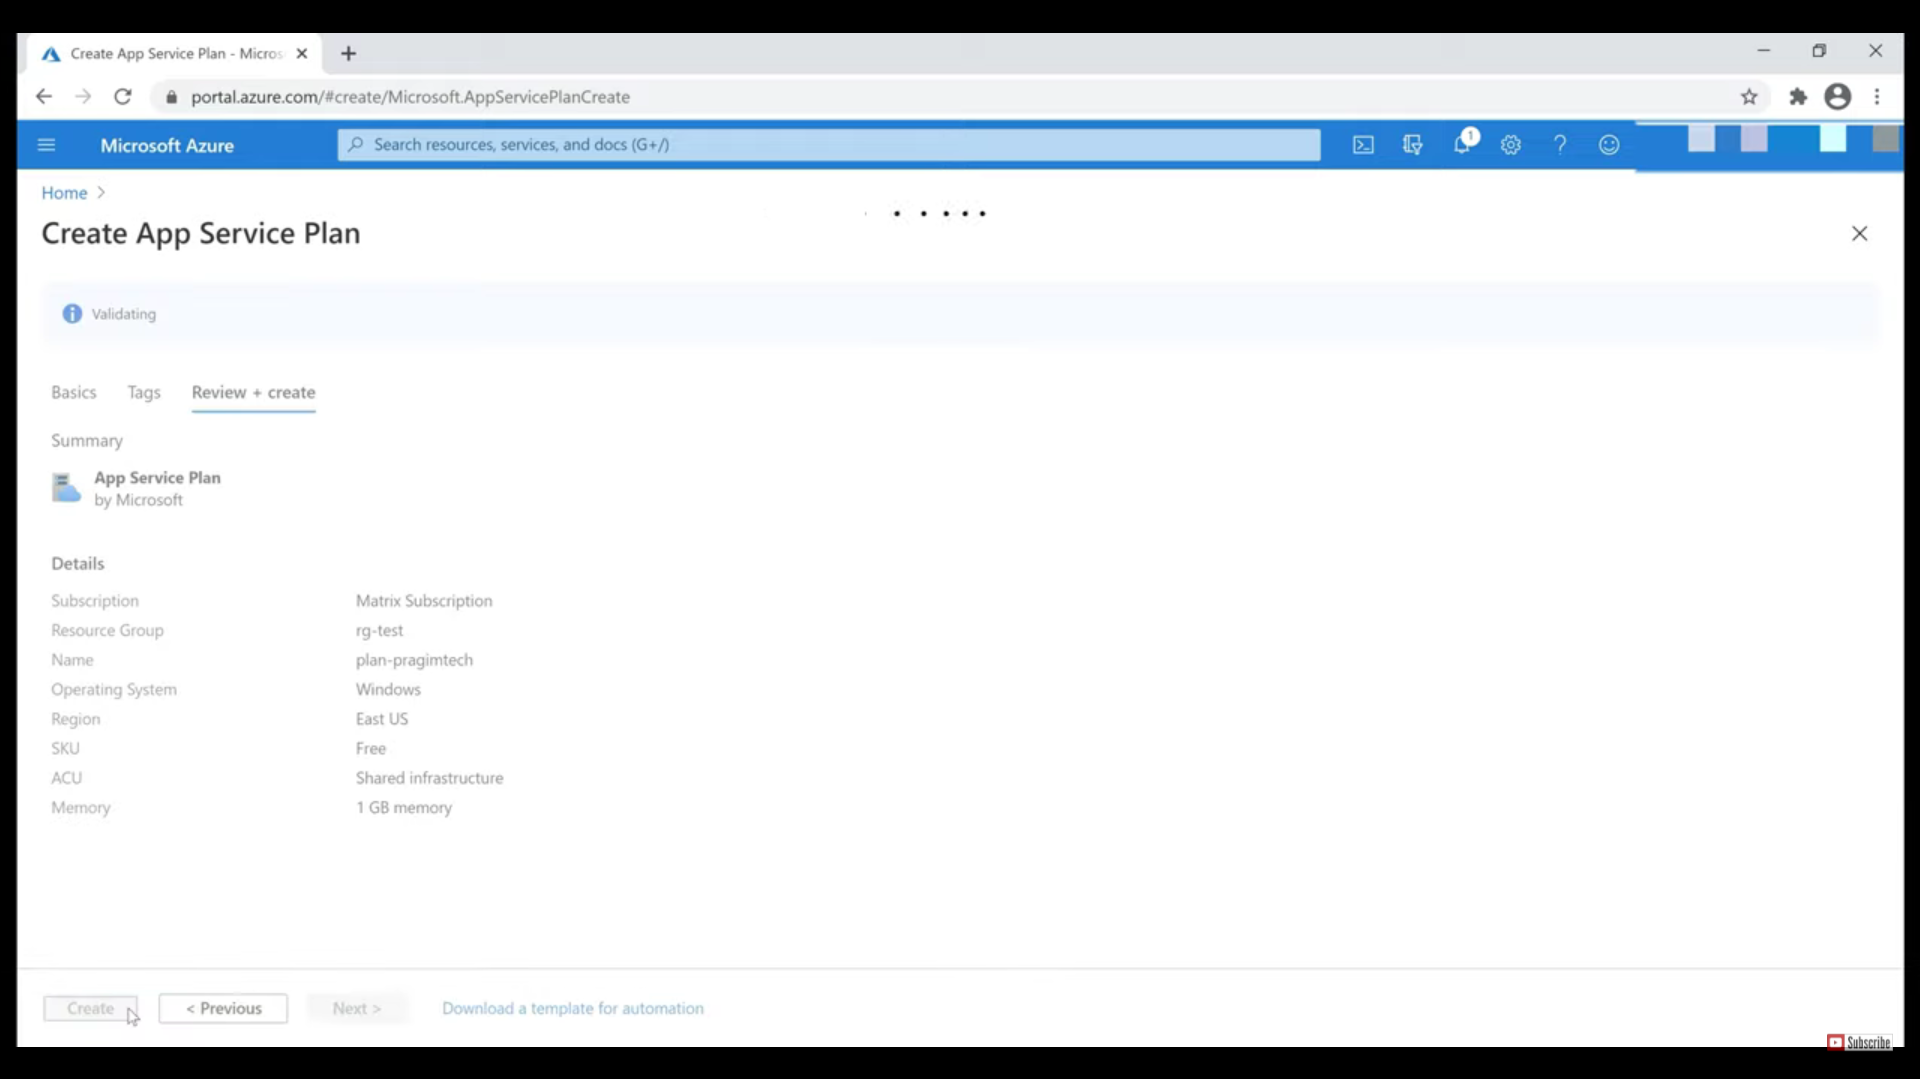 Create App Service Plan - Micros
portal.azure.com/#create/Microsoft.AppServicePlanCreate
Microsoft Azure
Search resources, services, and docs (G+/)
1
Home >
Create App Service Plan
Validating
Basics Tags Review + create
Summary
App Service Plan
by Microsoft
Details
Subscription Matrix Subscription
Resource Group rg-test
Name plan-pragimtech
Operating System Windows
Region East US
SKU Free
ACU Shared infrastructure
Memory 1 GB memory
Create < Previous Next > Download a template for automation
Subscribe